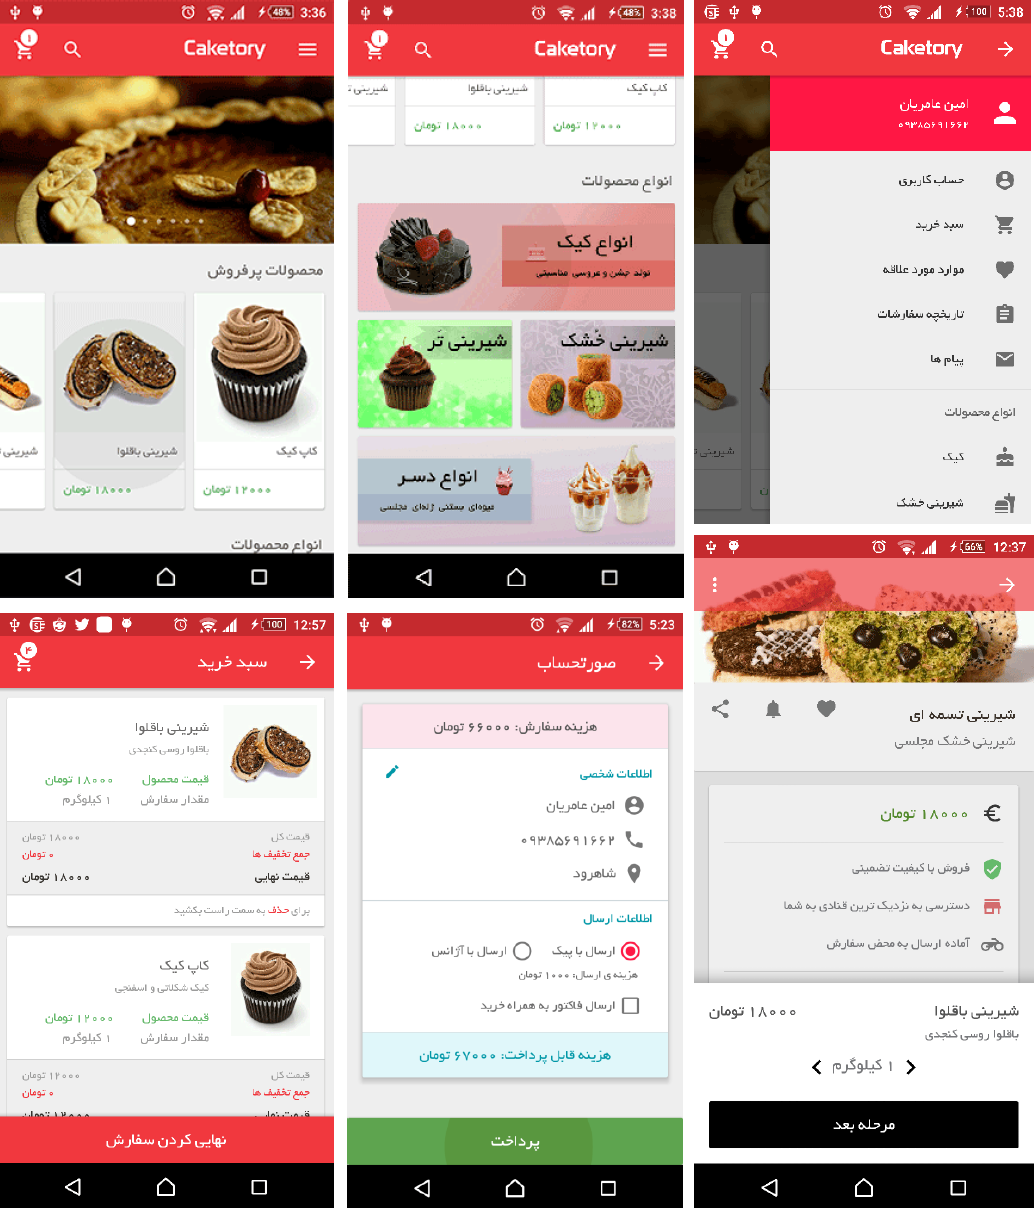 3:36
48%
1
Caketory
محصولات پرفروش
کاپ کیک
۱۲۰۰۰ تومان
شیرینی باقلوا
۱۸۰۰۰ تومان
شیرینی ت
انواع محصولات
3:38
48%
1
Caketory
کاپ کیک
۱۲۰۰۰ تومان
شیرینی باقلوا
۱۸۰۰۰ تومان
شیرینی تر
انواع محصولات
انواع کیک
تولد جشن و عروسی مناسبتی
شیرینی خُشک
شیرینی تَر
انواع دسر
میوه‌ای بستنی ژله‌ای مجلسی
5:38
100
1
Caketory
امین عامریان
۰۹۳۸۵۶۹۱۶۶۲
حساب کاربری
سبد خرید
موارد مورد علاقه
تاریخچه سفارشات
پیام ها
انواع محصولات
کیک
شیرینی خشک
شیرینی
12:57
100
۴
سبد خرید
شیرینی باقلوا
باقلوا روسی کنجدی
قیمت محصول ۱۸۰۰۰ تومان
مقدار سفارش ۱ کیلوگرم
قیمت کل ۱۸۰۰۰ تومان
جمع تخفیف ها ۰ تومان
قیمت نهایی ۱۸۰۰۰ تومان
برای حذف به سمت راست بکشید
کاپ کیک
کیک شکلاتی و اسفنجی
قیمت محصول ۱۲۰۰۰ تومان
مقدار سفارش ۱ کیلوگرم
قیمت کل ۱۲۰۰۰ تومان
جمع تخفیف ها ۰ تومان
قیمت نهایی ۱۲۰۰۰ تومان
نهایی کردن سفارش
5:23
82%
صورتحساب
هزینه سفارش: ۶۶۰۰۰ تومان
اطلاعات شخصی
امین عامریان
۰۹۳۸۵۶۹۱۶۶۲
شاهرود
اطلاعات ارسال
ارسال با پیک ارسال با آژانس
هزینه ی ارسال: ۱۰۰۰ تومان
ارسال فاکتور به همراه خرید
هزینه قابل پرداخت: ۶۷۰۰۰ تومان
پرداخت
12:37
66%
شیرینی تسمه ای
شیرینی خشک مجلسی
۱۸۰۰۰ تومان
فروش با کیفیت تضمینی
دسترسی به نزدیک ترین قنادی به شما
آماده ارسال به محض سفارش
شیرینی باقلوا ۱۸۰۰۰ تومان
باقلوا روسی کنجدی
۱ کیلوگرم
مرحله بعد